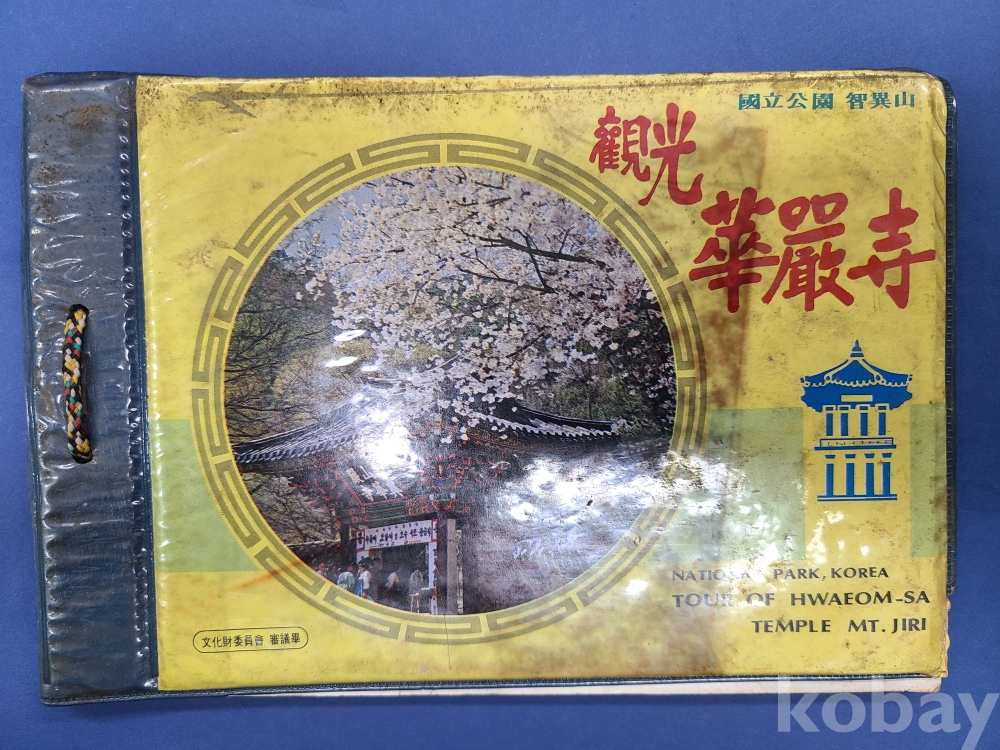 國立公園 智異山
觀光
華嚴寺
NATIONAL PARK, KOREA
TOUR OF HWAEOM-SA
TEMPLE MT. JIRI
文化財委員會 審議畢
kobay